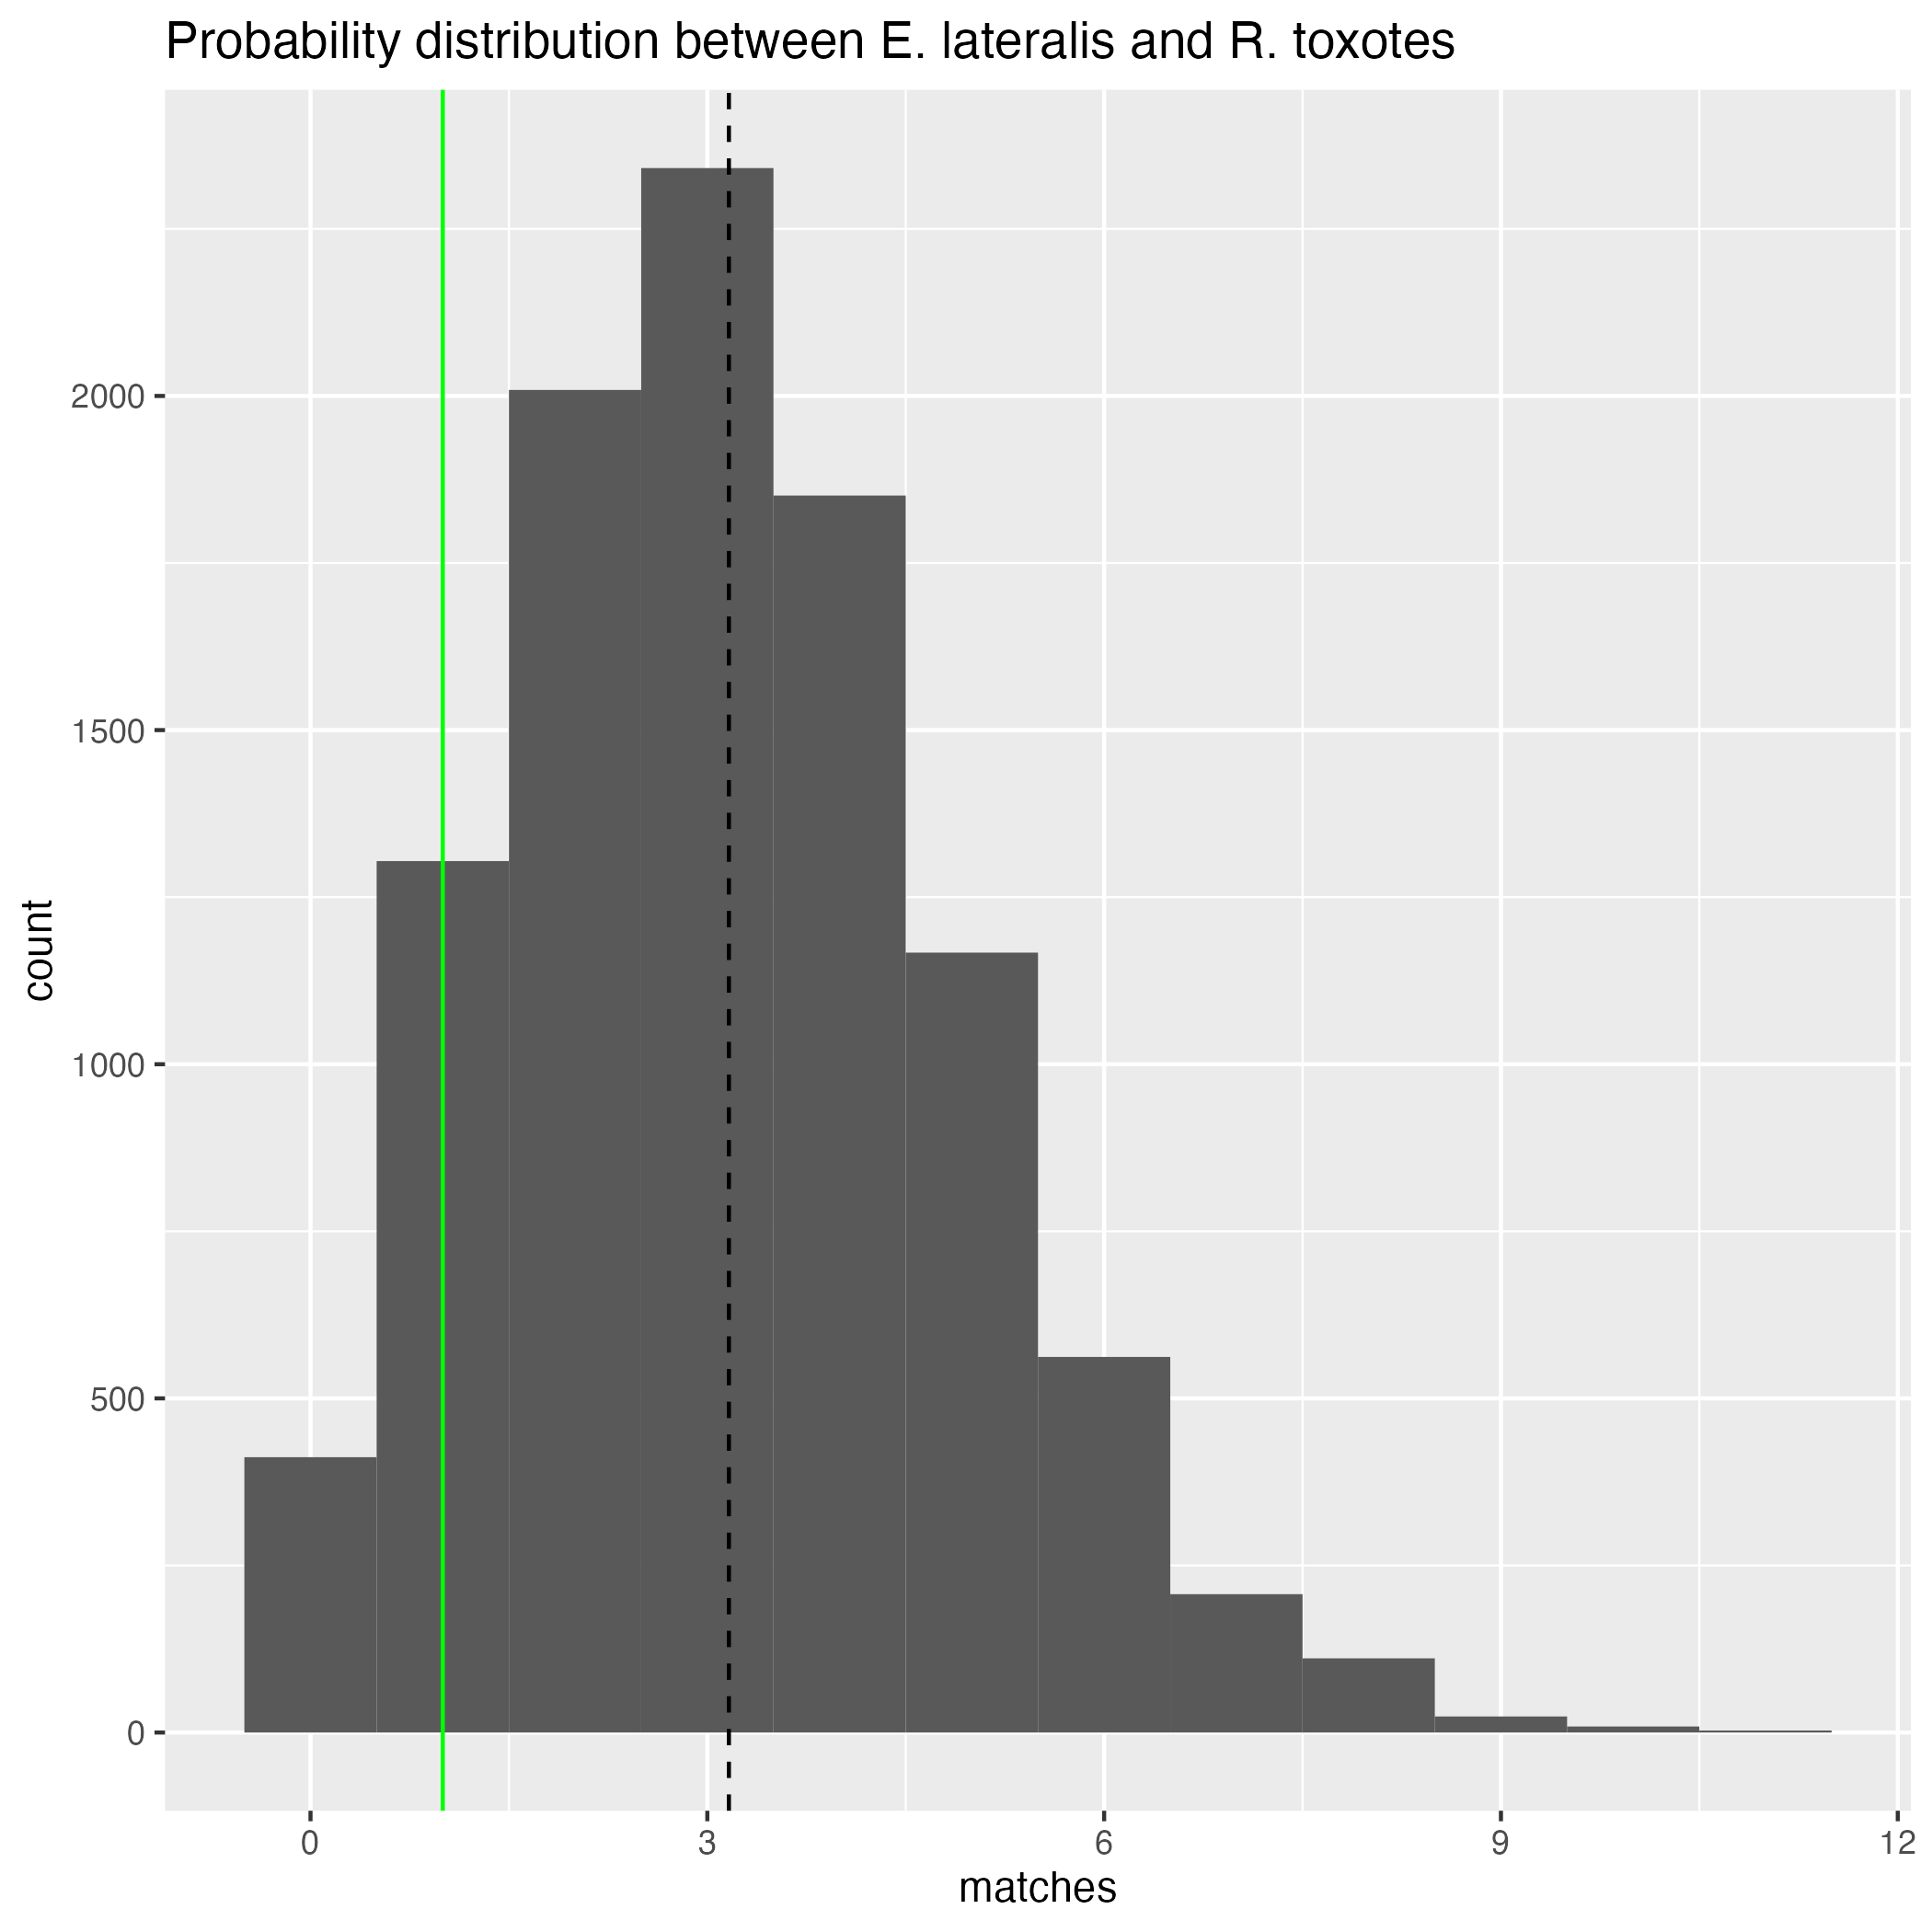 Probability distribution between E. lateralis and R. toxotes
2000
1500
1000
500
0
count
0 3 6 9 12
matches